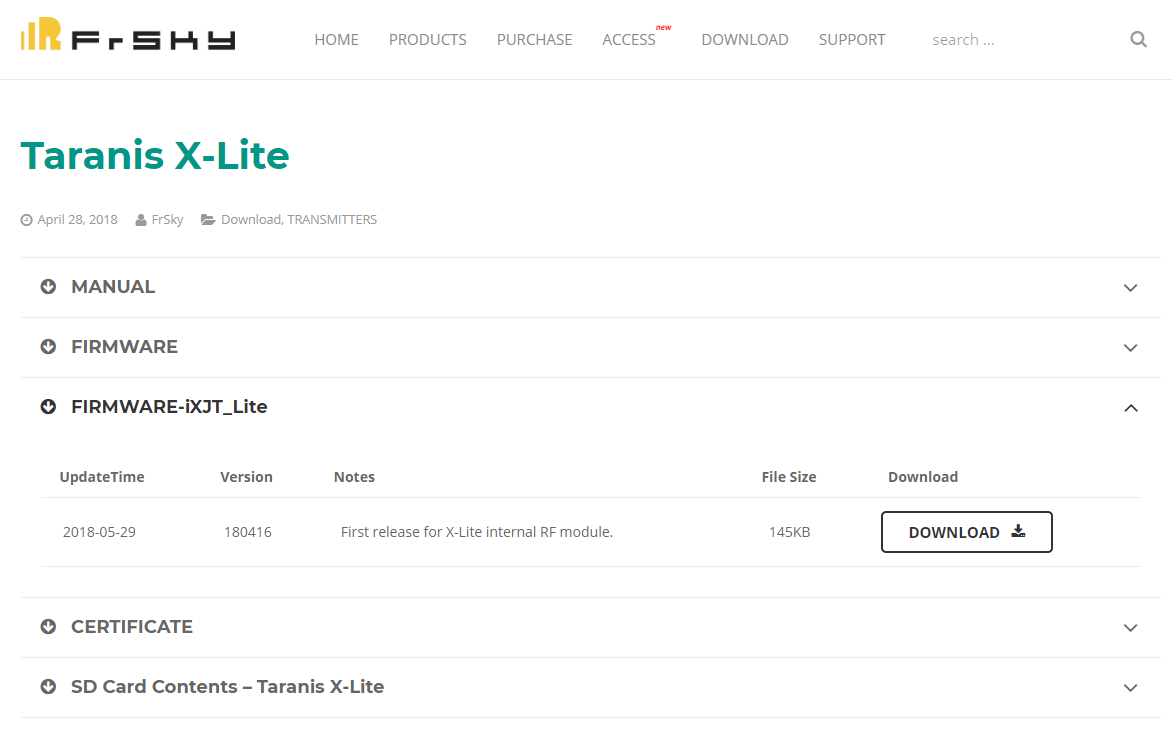 FrSky HOME PRODUCTS PURCHASE ACCESS new DOWNLOAD SUPPORT search ...
Taranis X-Lite
April 28, 2018 FrSky Download, TRANSMITTERS
MANUAL
FIRMWARE
FIRMWARE-iXJT_Lite
UpdateTime Version Notes File Size Download
2018-05-29 180416 First release for X-Lite internal RF module. 145KB DOWNLOAD
CERTIFICATE
SD Card Contents – Taranis X-Lite